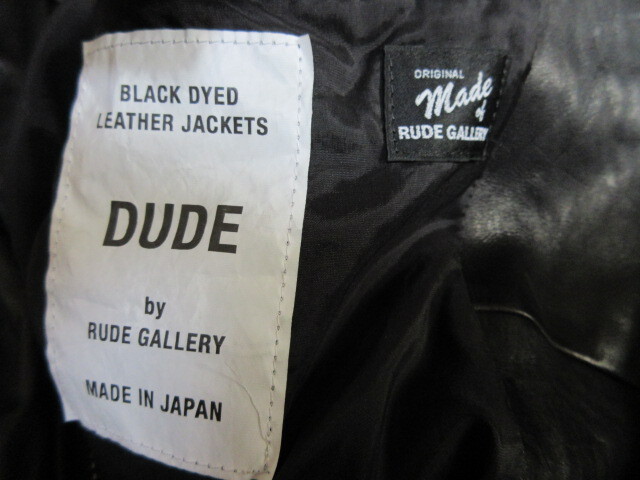 BLACK DYED
LEATHER JACKETS
DUDE
by
RUDE GALLERY
MADE IN JAPAN
ORIGINAL
Made
of
RUDE GALLERY